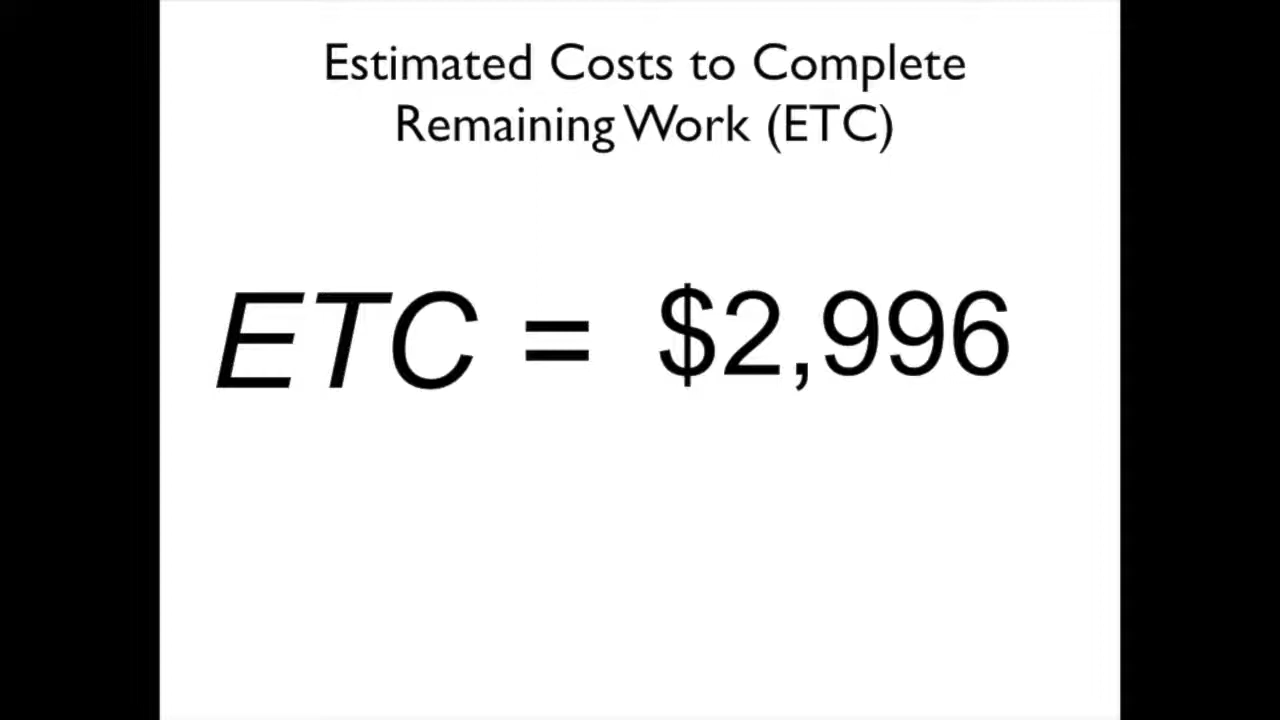 Estimated Costs to Complete
Remaining Work (ETC)
ETC = $2,996